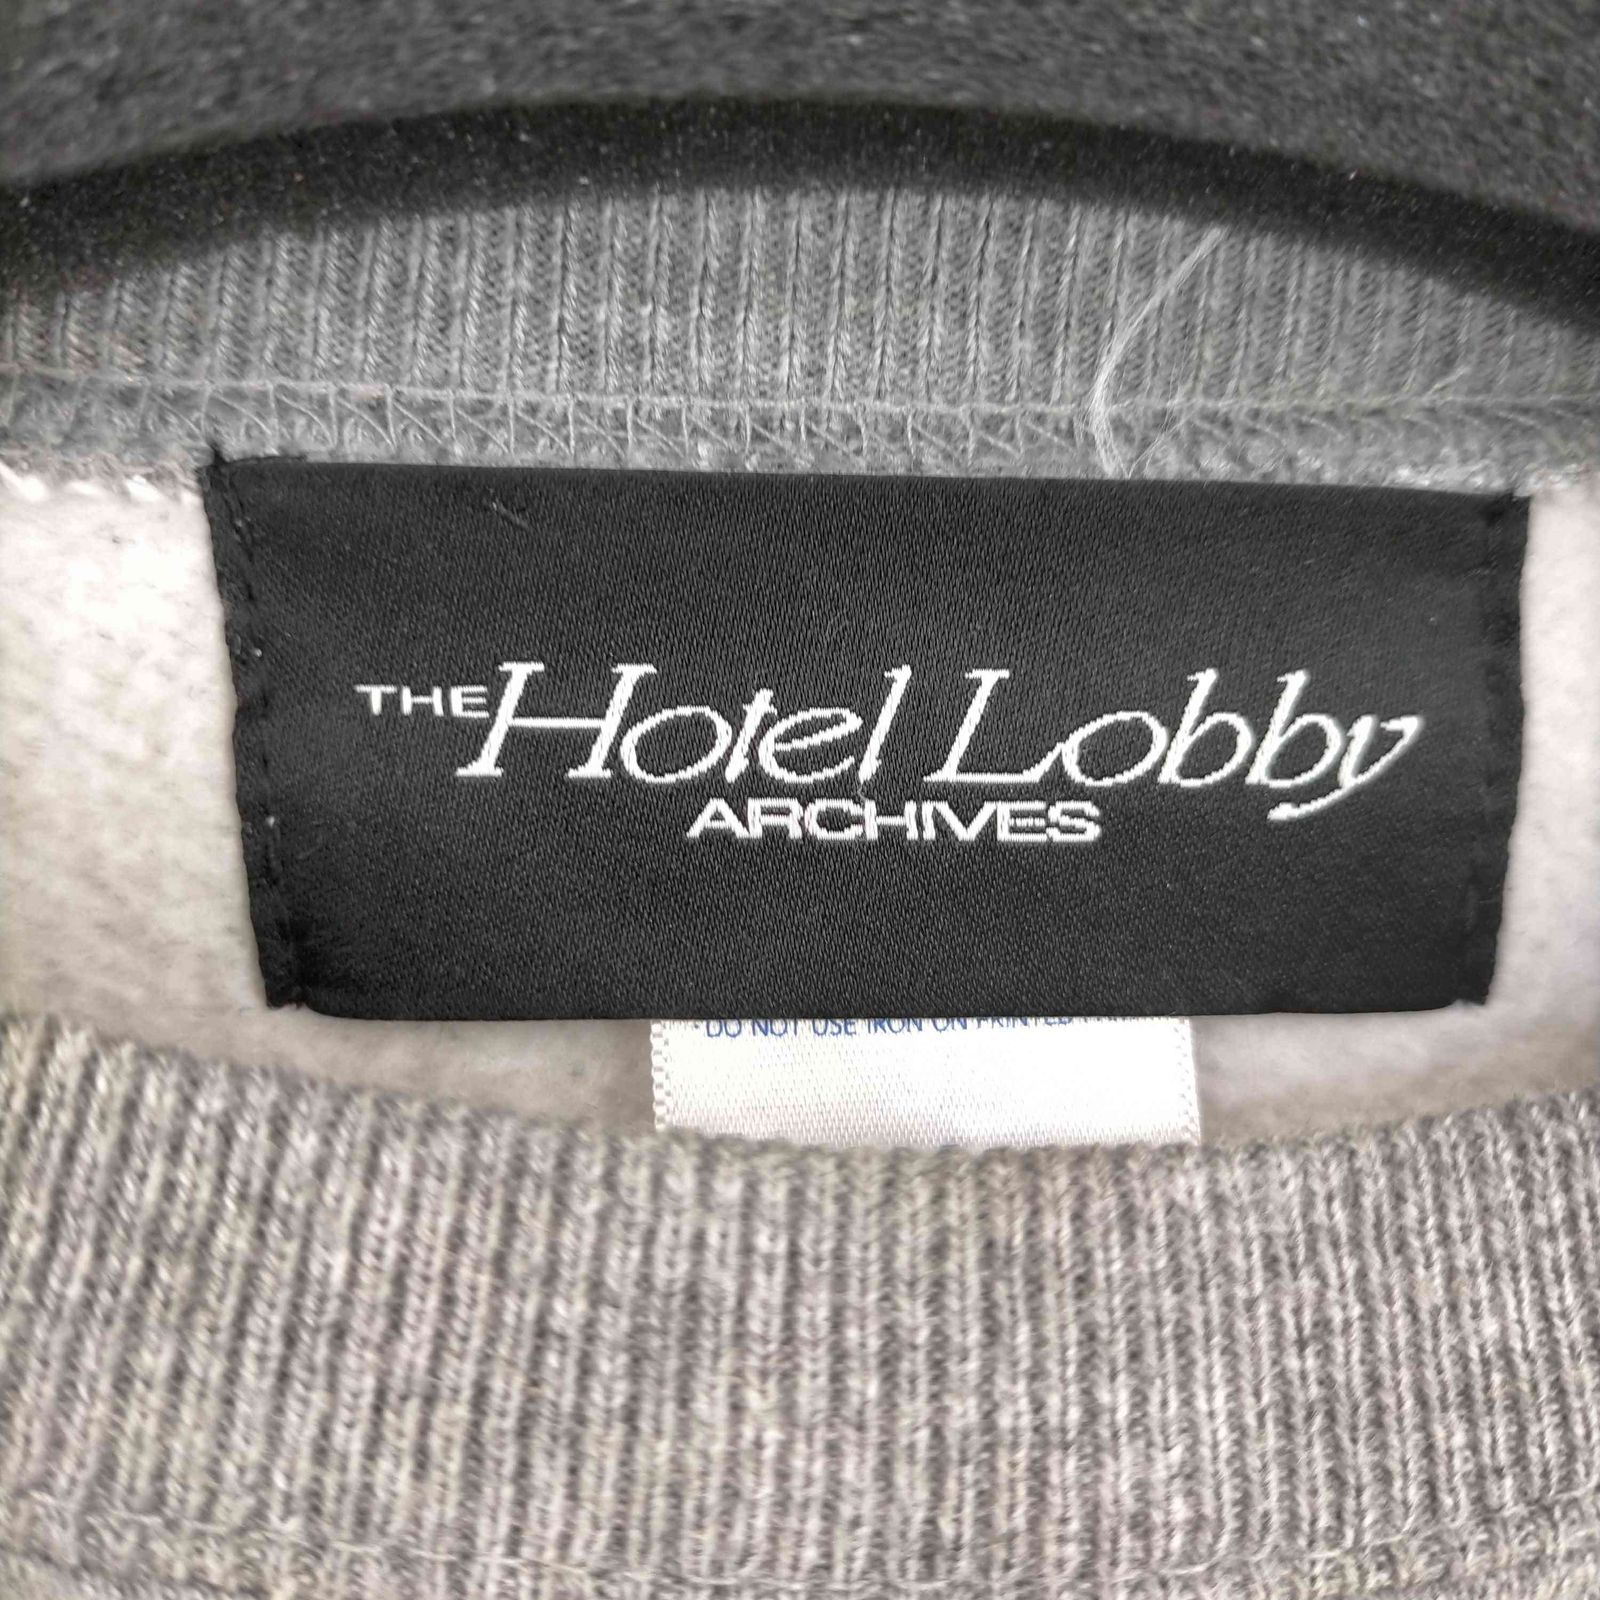 THE Hotel Lobby
ARCHIVES
* DO NOT USE IRON ON PRINTED